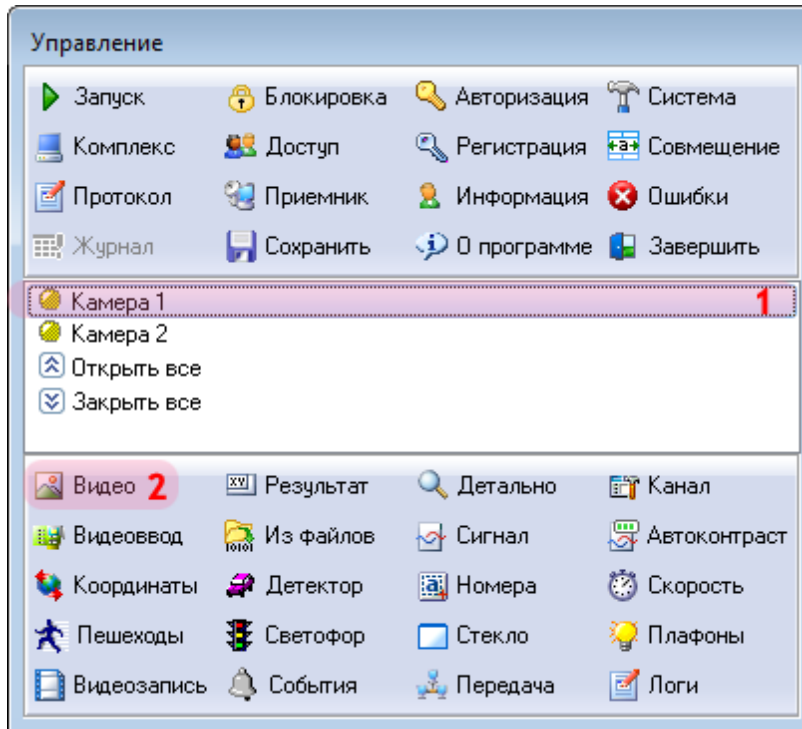 Управление
Запуск Блокировка Авторизация Система
Комплекс Доступ Регистрация Совмещение
Протокол Приемник Информация Ошибки
Журнал Сохранить О программе Завершить
Камера 1 1
Камера 2
Открыть все
Закрыть все
Видео 2 Результат Детально Канал
Видеоввод Из файлов Сигнал Автоконтраст
Координаты Детектор Номера Скорость
Пешеходы Светофор Стекло Плафоны
Видеозапись События Передача Логи